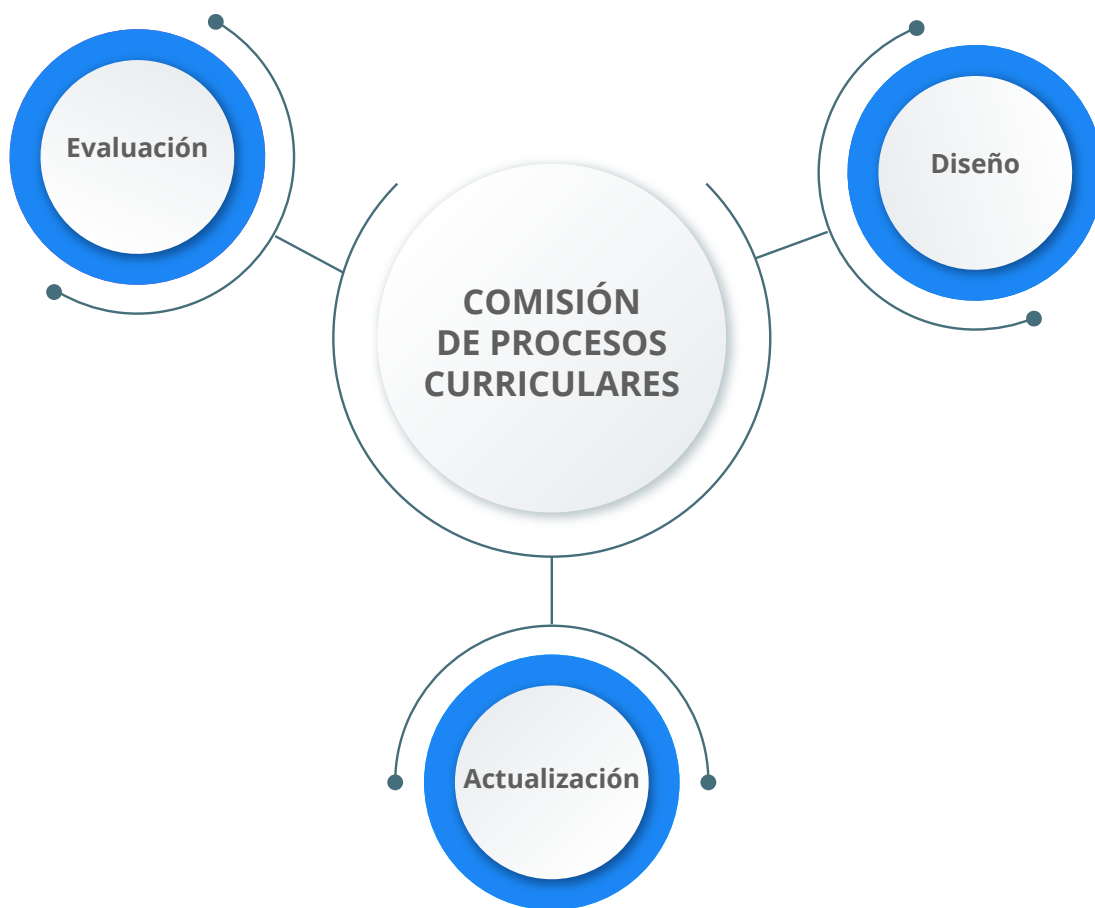 Evaluación
Diseño
COMISIÓN
DE PROCESOS
CURRICULARES
Actualización